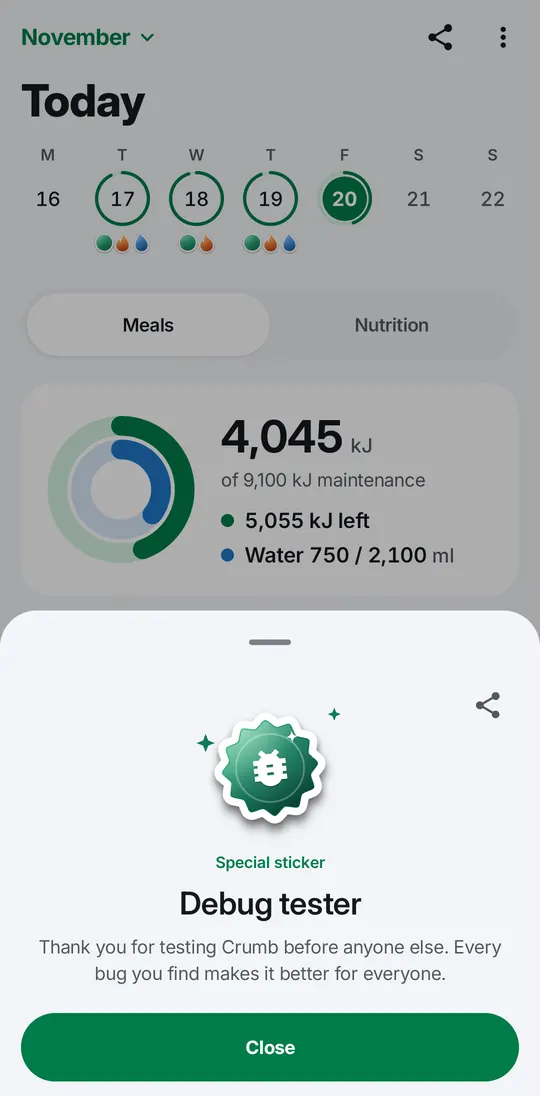 November
Today
M T W T F S S
16 17 18 19 20 21 22
Meals Nutrition
4,045 kJ
of 9,100 kJ maintenance
5,055 kJ left
Water 750 / 2,100 ml
Special sticker
Debug tester
Thank you for testing Crumb before anyone else. Every
bug you find makes it better for everyone.
Close